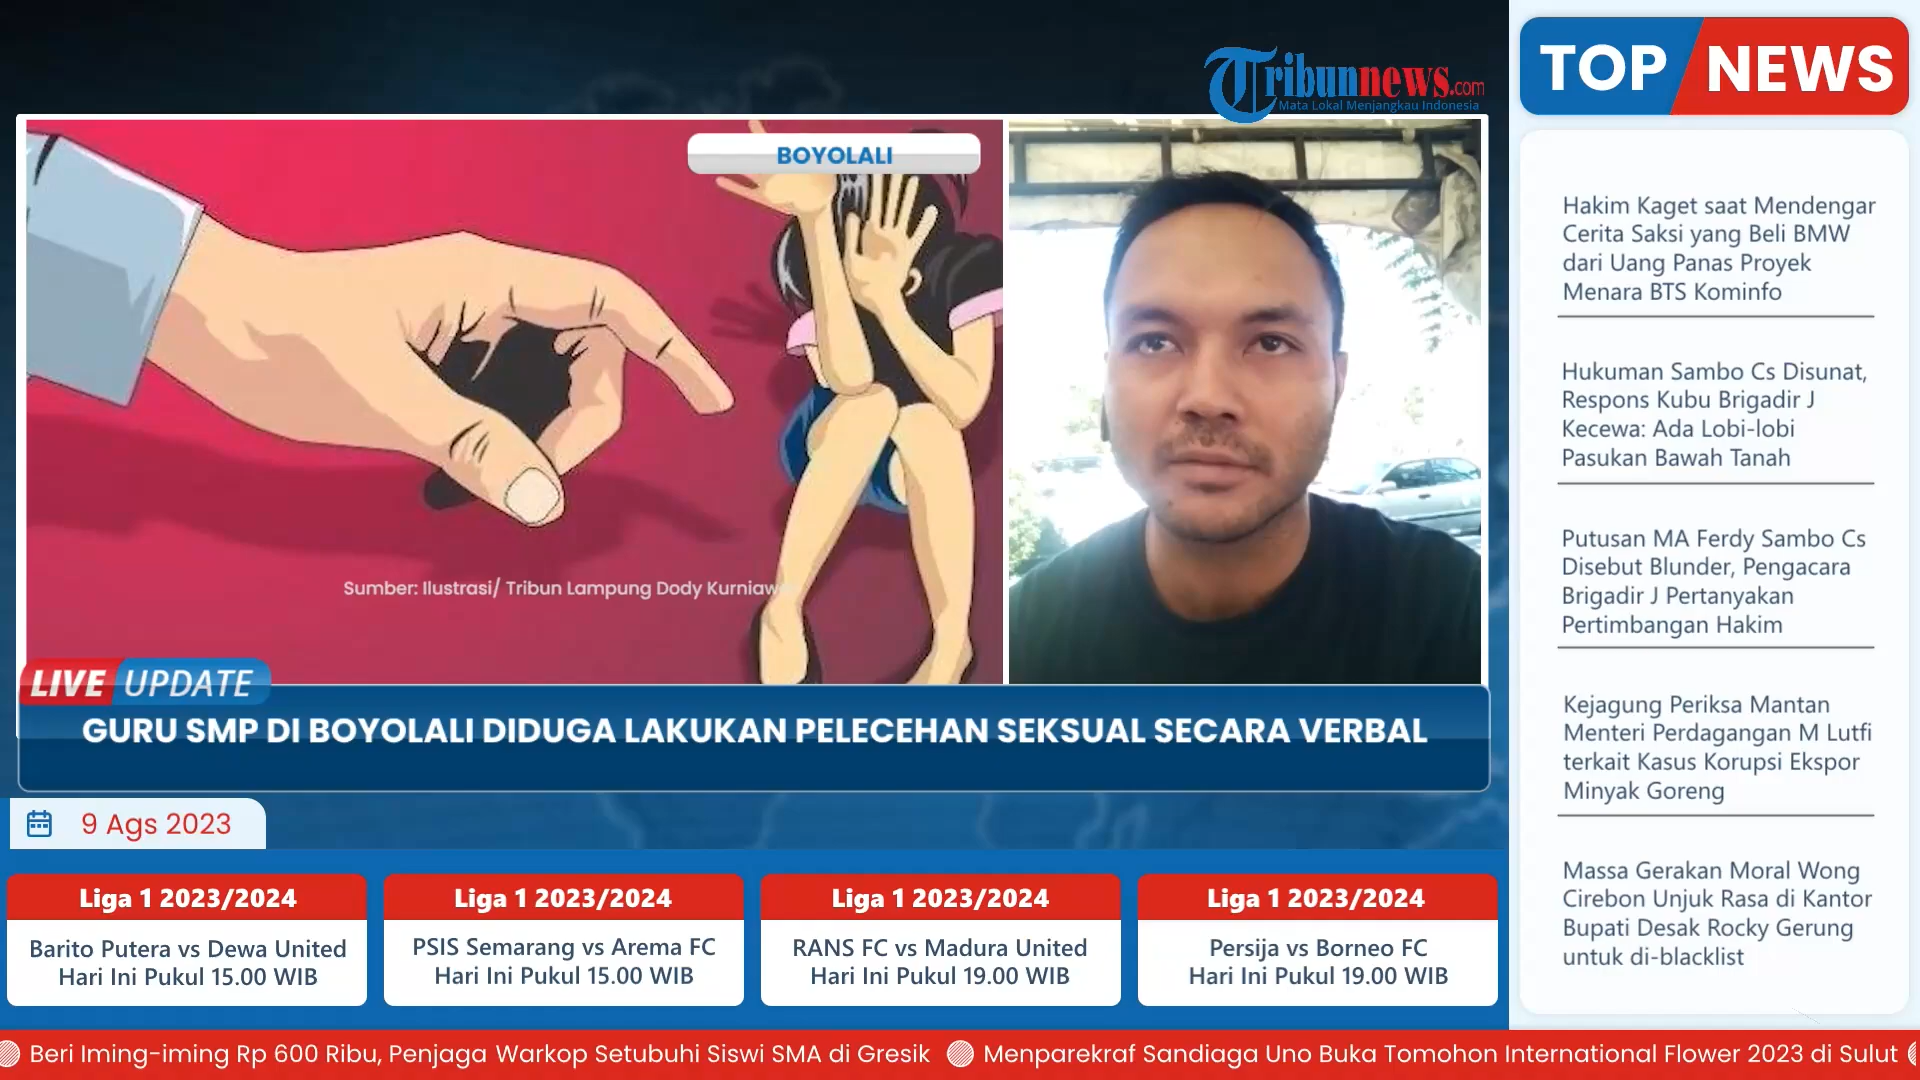 Tribunnews.com
Mata Lokal Menjangkau Indonesia
BOYOLALI
Sumber: Ilustrasi/ Tribun Lampung Dody
LIVE UPDATE
GURU SMP DI BOYOLALI DIDUGA LAKUKAN PELECEHAN SEKSUAL SECARA VERBAL
9 Ags 2023
Liga 1 2023/2024
Barito Putera vs Dewa United
Hari Ini Pukul 15.00 WIB
Liga 1 2023/2024
PSIS Semarang vs Arema FC
Hari Ini Pukul 15.00 WIB
Liga 1 2023/2024
RANS FC vs Madura United
Hari Ini Pukul 19.00 WIB
Liga 1 2023/2024
Persija vs Borneo FC
Hari Ini Pukul 19.00 WIB
TOP NEWS
Hakim Kaget saat Mendengar
Cerita Saksi yang Beli BMW
dari Uang Panas Proyek
Menara BTS Kominfo
Hukuman Sambo Cs Disunat,
Respons Kubu Brigadir J
Kecewa: Ada Lobi-lobi
Pasukan Bawah Tanah
Putusan MA Ferdy Sambo Cs
Disebut Blunder, Pengacara
Brigadir J Pertanyakan
Pertimbangan Hakim
Kejagung Periksa Mantan
Menteri Perdagangan M Lutfi
terkait Kasus Korupsi Ekspor
Minyak Goreng
Massa Gerakan Moral Wong
Cirebon Unjuk Rasa di Kantor
Bupati Desak Rocky Gerung
untuk di-blacklist
Beri Iming-iming Rp 600 Ribu, Penjaga Warkop Setubuhi Siswi SMA di Gresik
Menparekraf Sandiaga Uno Buka Tomohon International Flower 2023 di Sulut